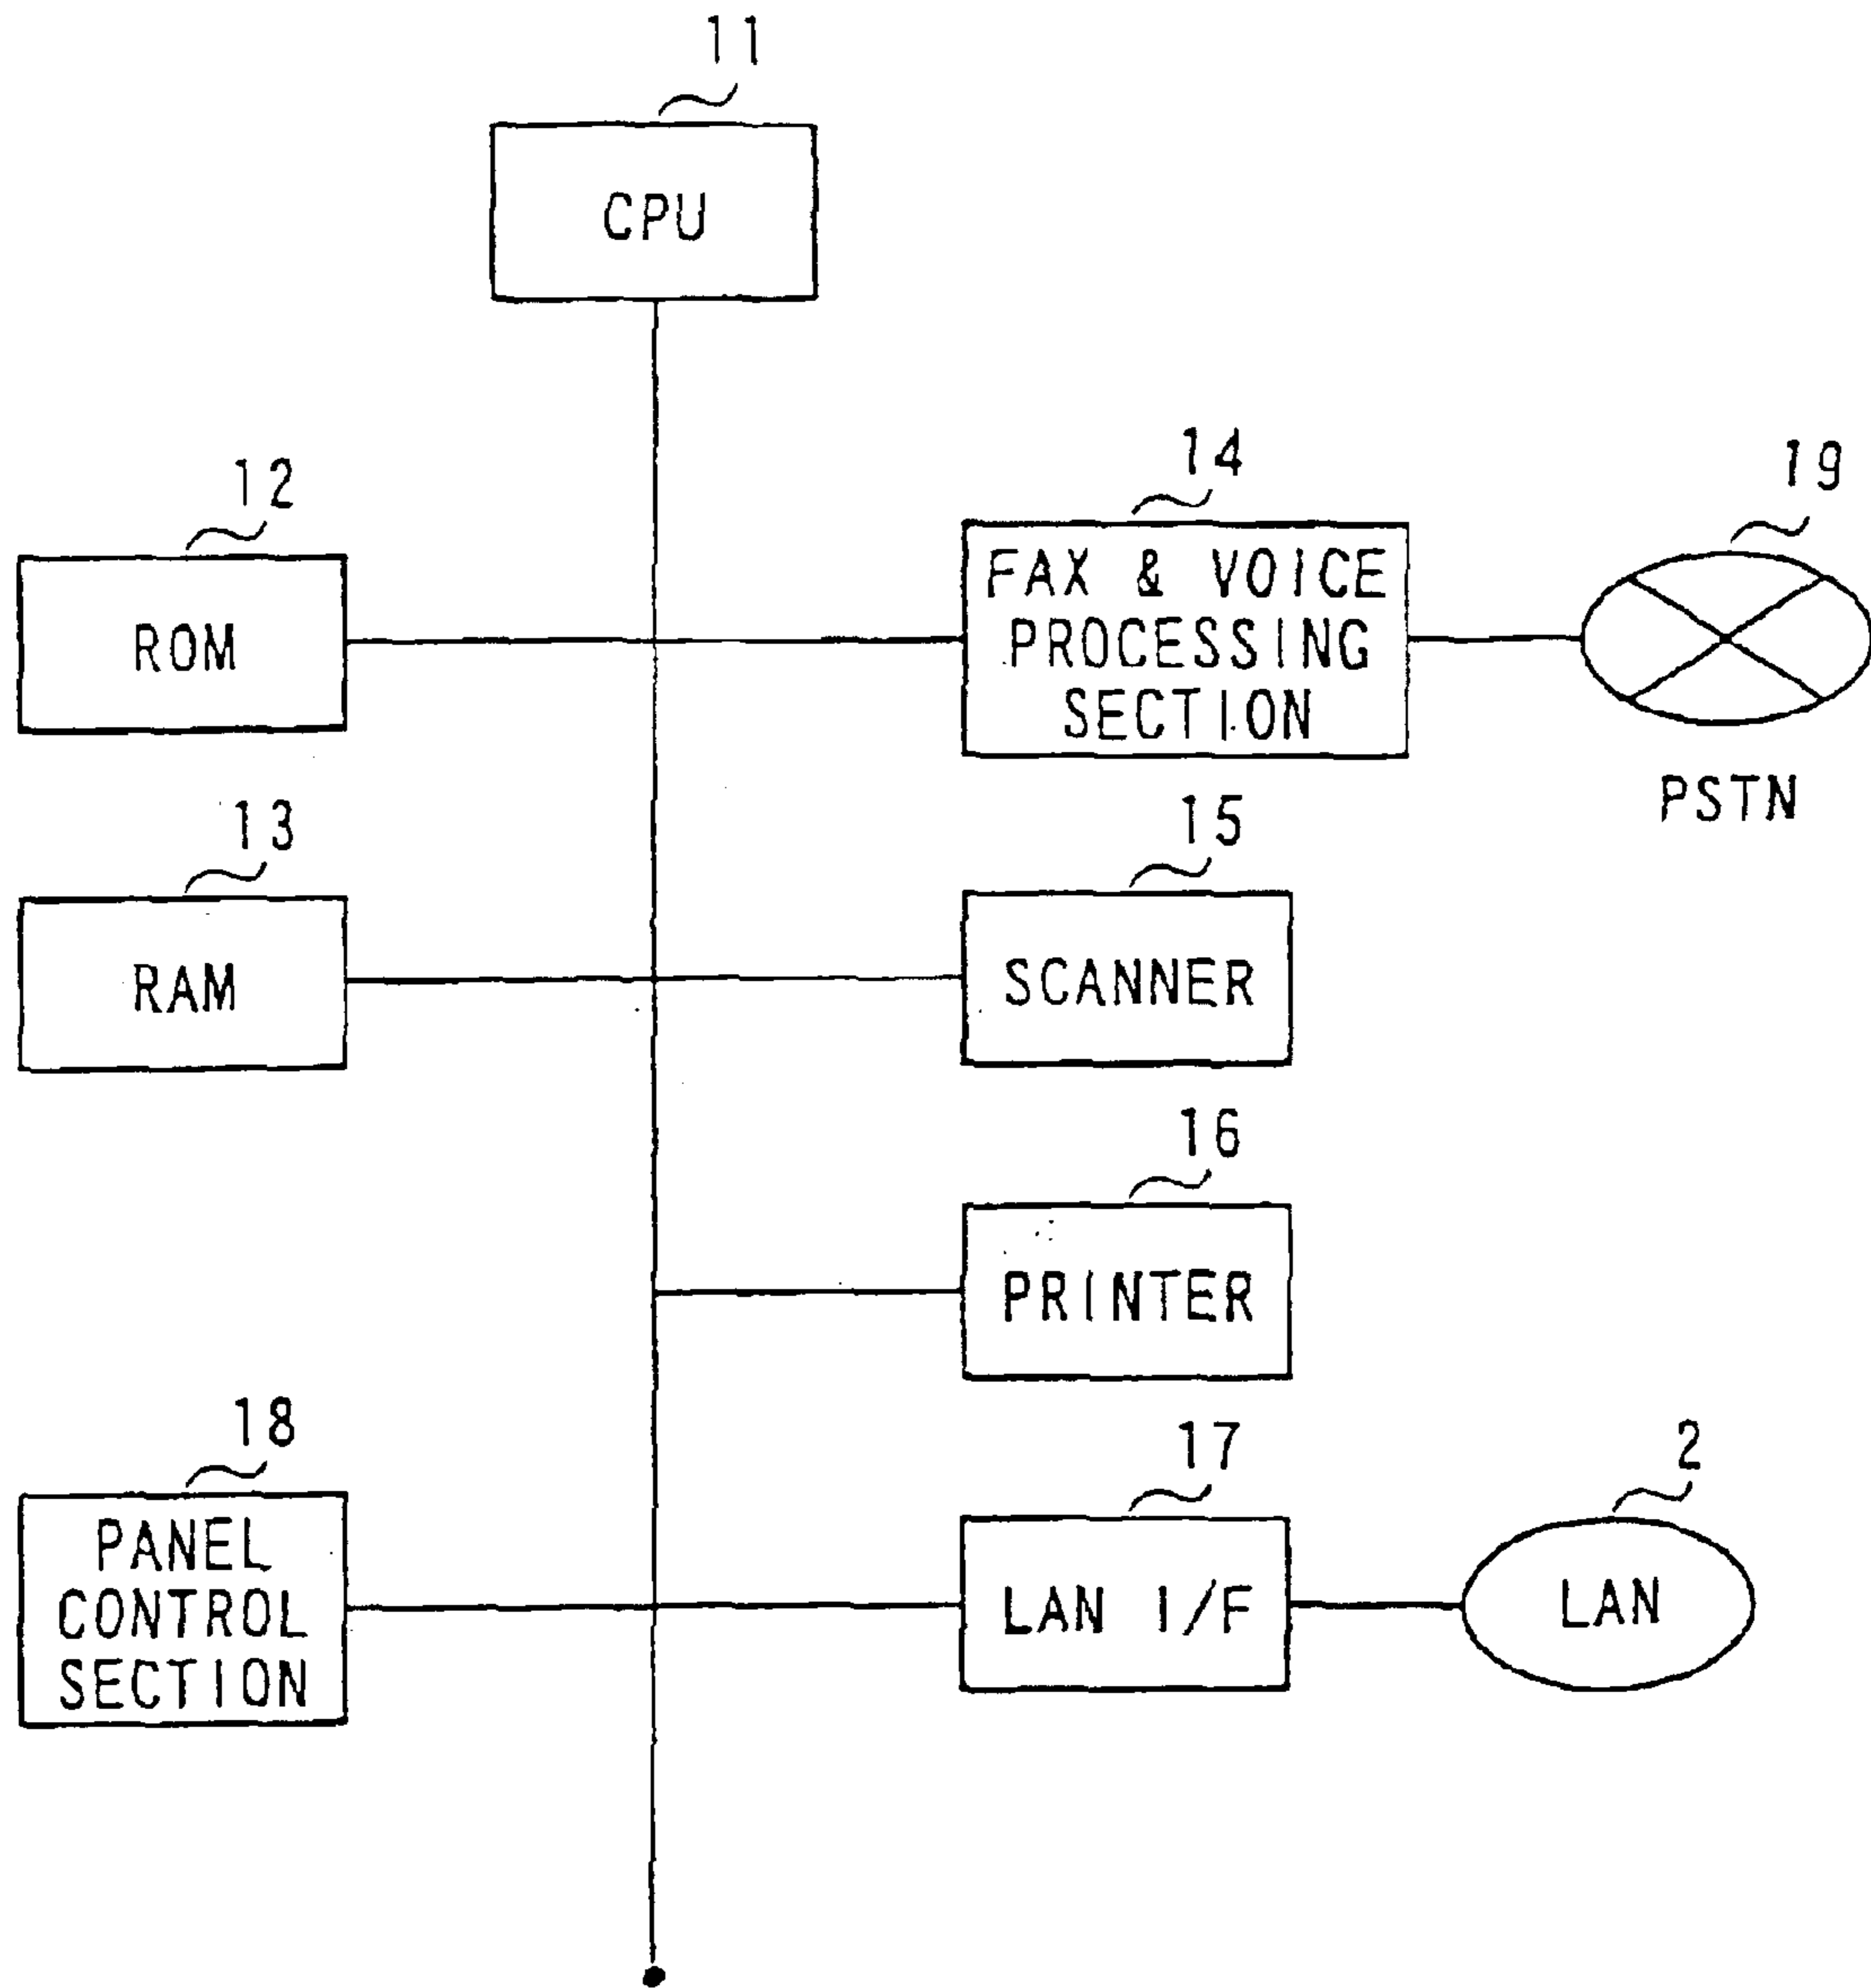 11
CPU
12
ROM
14
FAX & VOICE
PROCESSING
SECTION
19
PSTN
13
RAM
15
SCANNER
16
PRINTER
18
PANEL
CONTROL
SECTION
17
LAN I/F
2
LAN